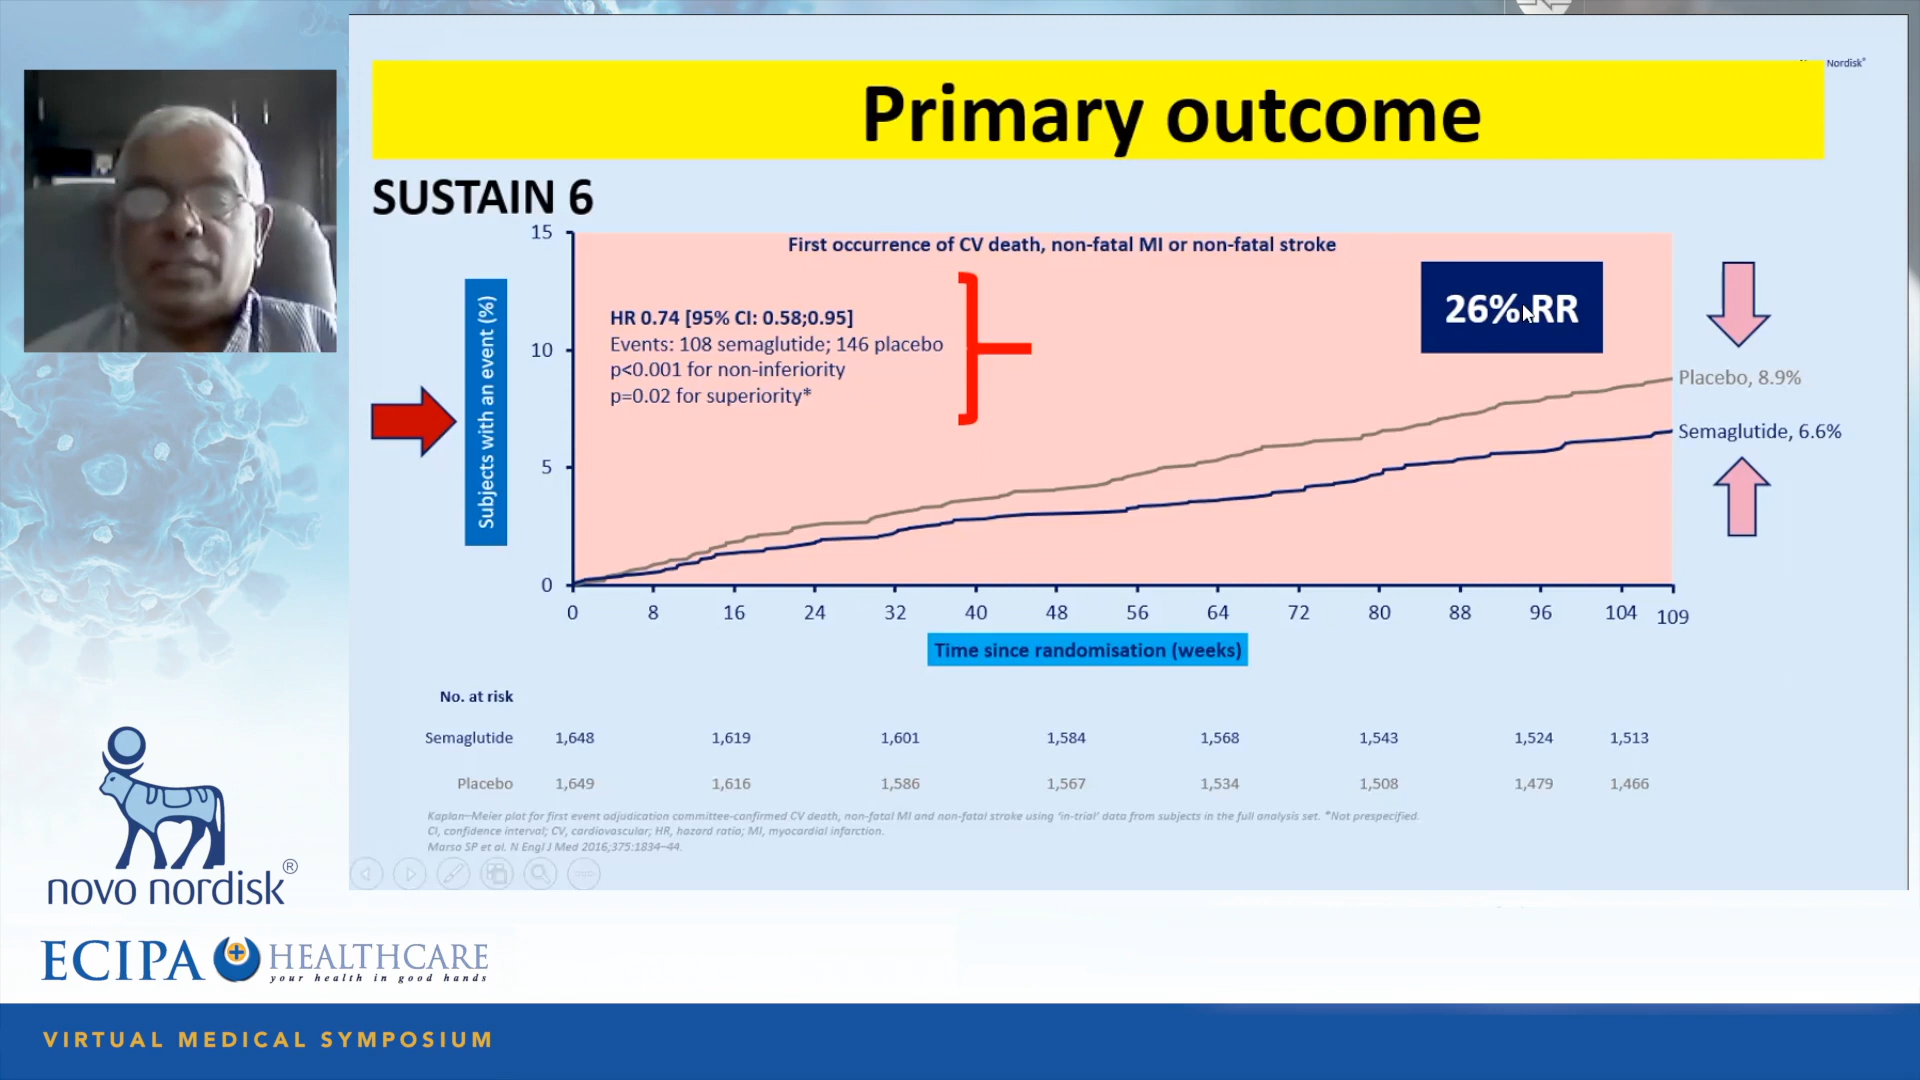 Nordisk®
Primary outcome
SUSTAIN 6
First occurrence of CV death, non-fatal MI or non-fatal stroke
Subjects with an event (%)
15
10
5
0
HR 0.74 [95% CI: 0.58;0.95]
Events: 108 semaglutide; 146 placebo
p<0.001 for non-inferiority
p=0.02 for superiority*
26% RR
Placebo, 8.9%
Semaglutide, 6.6%
0 8 16 24 32 40 48 56 64 72 80 88 96 104 109
Time since randomisation (weeks)
No. at risk
Semaglutide 1,648 1,619 1,601 1,584 1,568 1,543 1,524 1,513
Placebo 1,649 1,616 1,586 1,567 1,534 1,508 1,479 1,466
Kaplan–Meier plot for first event adjudication committee-confirmed CV death, non-fatal MI and non-fatal stroke using 'in-trial' data from subjects in the full analysis set. *Not prespecified.
CI, confidence interval; CV, cardiovascular; HR, hazard ratio; MI, myocardial infarction.
Marso SP et al. N Engl J Med 2016;375:1834–44.
novo nordisk®
ECIPA HEALTHCARE
your health in good hands
VIRTUAL MEDICAL SYMPOSIUM